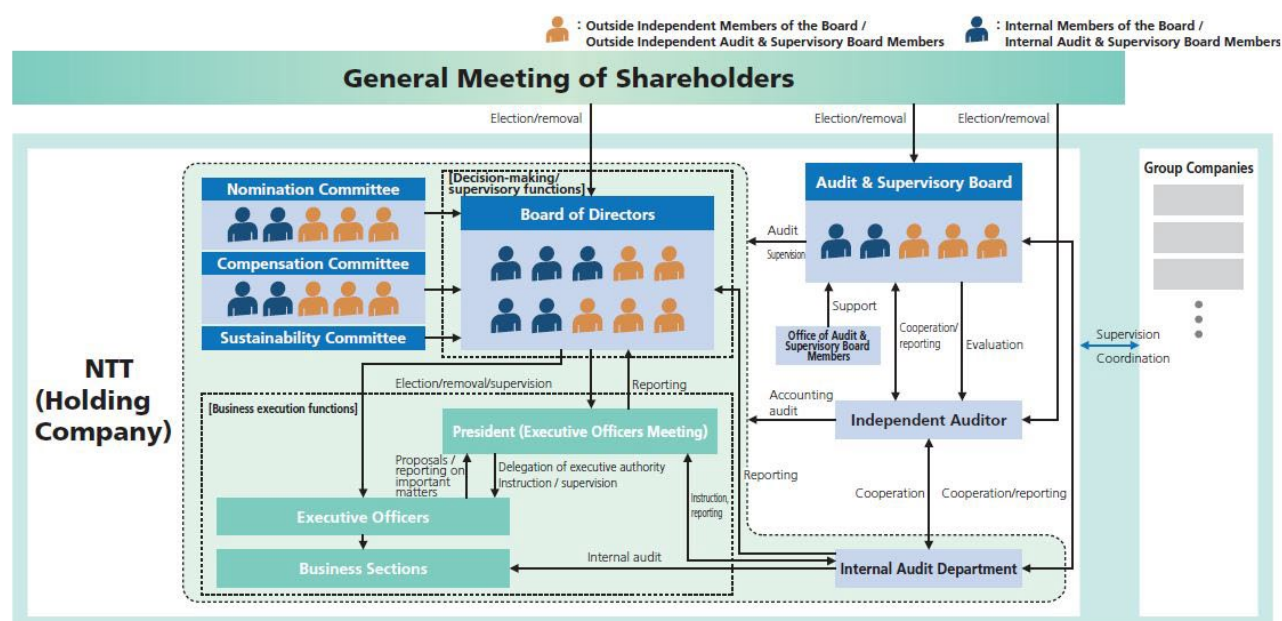 : Outside Independent Members of the Board /
Outside Independent Audit & Supervisory Board Members
: Internal Members of the Board /
Internal Audit & Supervisory Board Members
General Meeting of Shareholders
Election/removal
Election/removal
Election/removal
NTT
(Holding
Company)
[Decision-making/
supervisory functions]
Nomination Committee
Compensation Committee
Sustainability Committee
Board of Directors
Audit & Supervisory Board
Audit
Supervision
Support
Office of Audit &
Supervisory Board
Members
Cooperation/
reporting
Evaluation
Group Companies
Supervision
Coordination
Election/removal/supervision
Reporting
[Business execution functions]
President (Executive Officers Meeting)
Accounting
audit
Independent Auditor
Proposals /
reporting on
important
matters
Delegation of executive authority
Instruction / supervision
Instruction,
reporting
Reporting
Cooperation
Cooperation/reporting
Executive Officers
Business Sections
Internal audit
Internal Audit Department